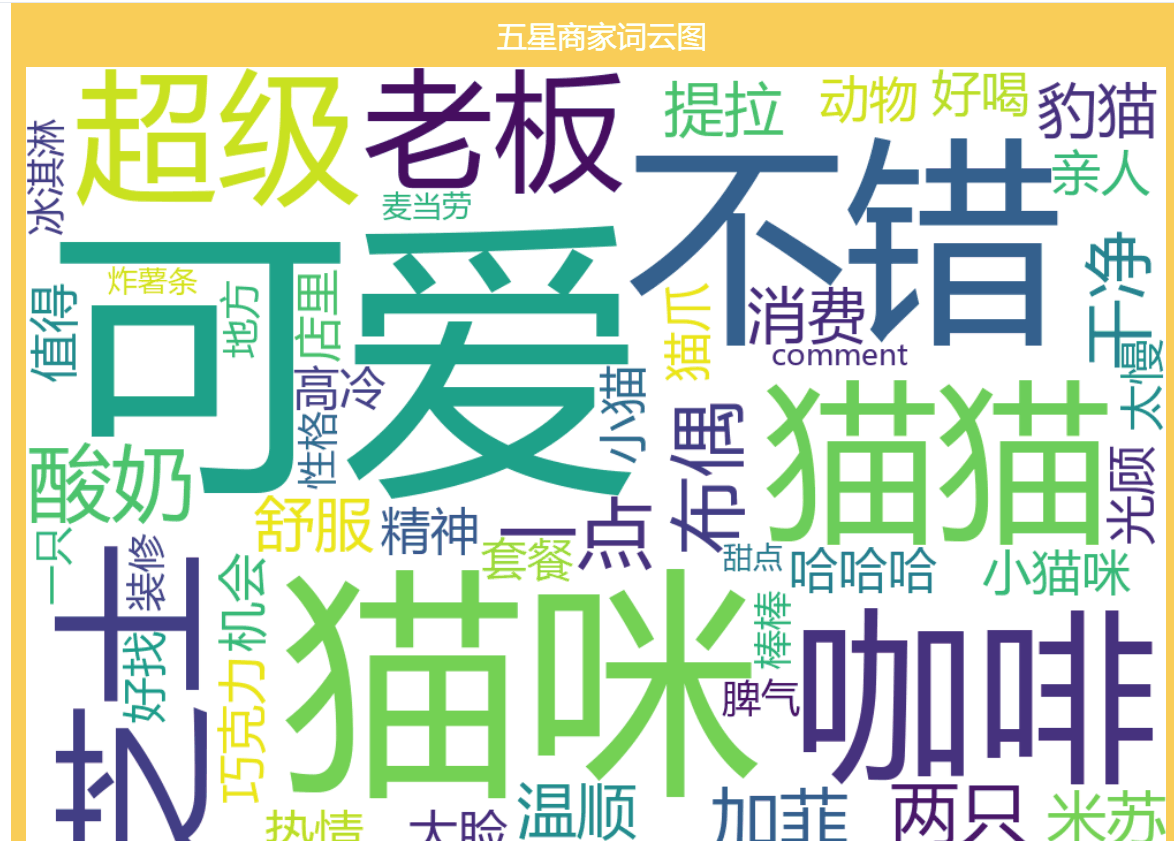 五星商家词云图
超级
老板
提拉
动物
好喝
豹猫
冰淇淋
麦当劳
不错
亲人
可爱
炸薯条
地方
店里
值得
猫爪
消费
comment
干净
太慢
高冷
性格
小猫
布偶
猫猫
光顾
酸奶
舒服
精神
一点
套餐
甜点
哈哈哈
小猫咪
一只
芝士
装修
好找
机会
巧克力
猫咪
棒棒
脾气
咖啡
热情
大脸
温顺
加菲
两只
米苏